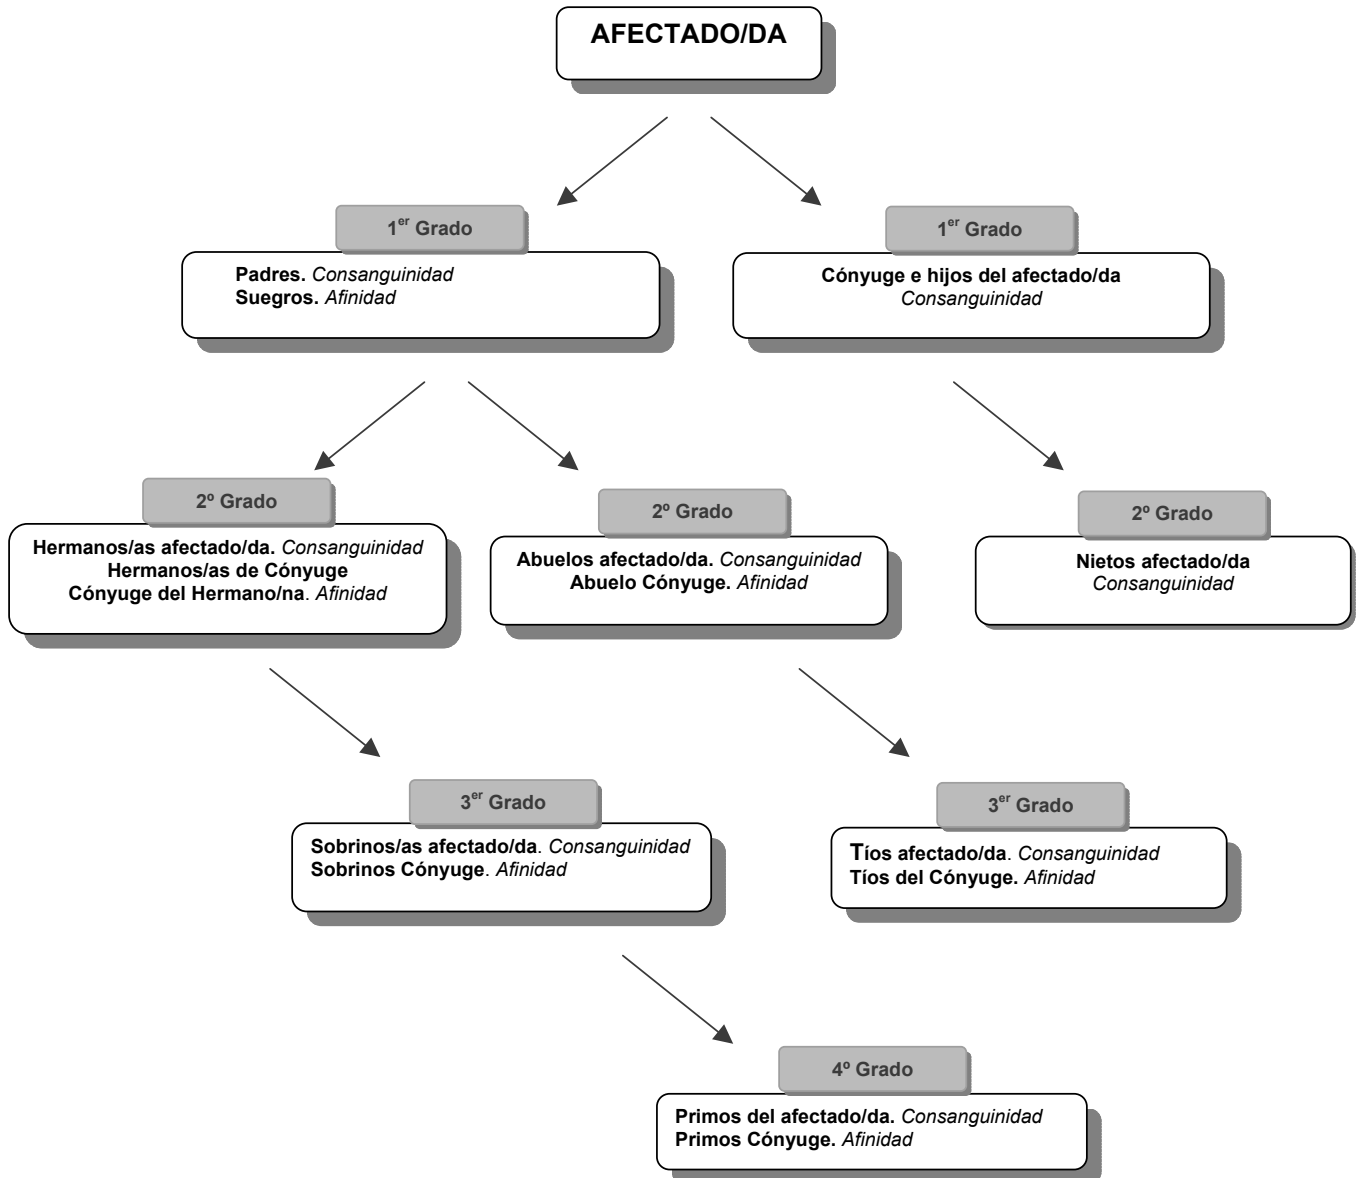 AFECTADO/DA
1er Grado
Padres. Consanguinidad
Suegros. Afinidad
1er Grado
Cónyuge e hijos del afectado/da
Consanguinidad
2º Grado
Hermanos/as afectado/da. Consanguinidad
Hermanos/as de Cónyuge
Cónyuge del Hermano/na. Afinidad
2º Grado
Abuelos afectado/da. Consanguinidad
Abuelo Cónyuge. Afinidad
2º Grado
Nietos afectado/da
Consanguinidad
3er Grado
Sobrinos/as afectado/da. Consanguinidad
Sobrinos Cónyuge. Afinidad
3er Grado
Tíos afectado/da. Consanguinidad
Tíos del Cónyuge. Afinidad
4º Grado
Primos del afectado/da. Consanguinidad
Primos Cónyuge. Afinidad